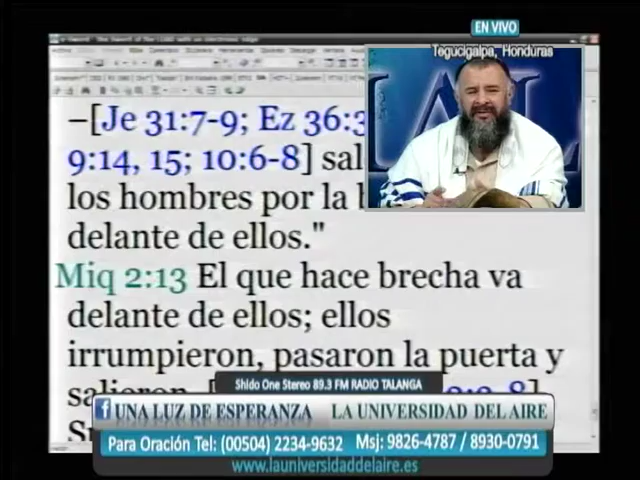 EN VIVO
Tegucigalpa, Honduras
–[Je 31:7-9; Ez 36:3
9:14, 15; 10:6-8] sal
los hombres por la b
delante de ellos."
Miq 2:13 El que hace brecha va
delante de ellos; ellos
irrumpieron, pasaron la puerta y
salieron.
Shido One Stereo 89.3 FM RADIO TALANGA
UNA LUZ DE ESPERANZA LA UNIVERSIDAD DEL AIRE
Para Oración Tel: (00504) 2234-9632 Msj: 9826-4787 / 8930-0791
www.launiversidaddelaire.es